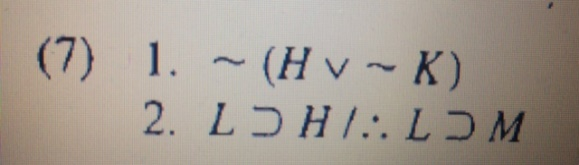 (7) 1. ~ (H ∨ ~ K)
2. L ⊃ H /∴ L ⊃ M